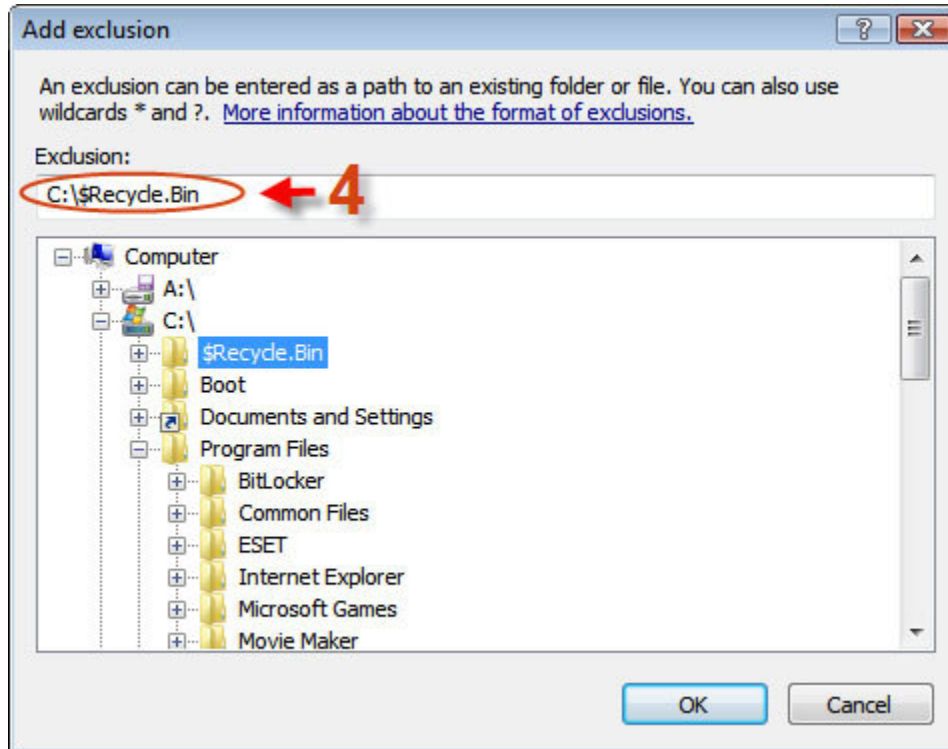 Add exclusion
An exclusion can be entered as a path to an existing folder or file. You can also use
wildcards * and ?. More information about the format of exclusions.
Exclusion:
C:\$Recycle.Bin
4
Computer
A:\
C:\
$Recycle.Bin
Boot
Documents and Settings
Program Files
BitLocker
Common Files
ESET
Internet Explorer
Microsoft Games
Movie Maker
OK Cancel